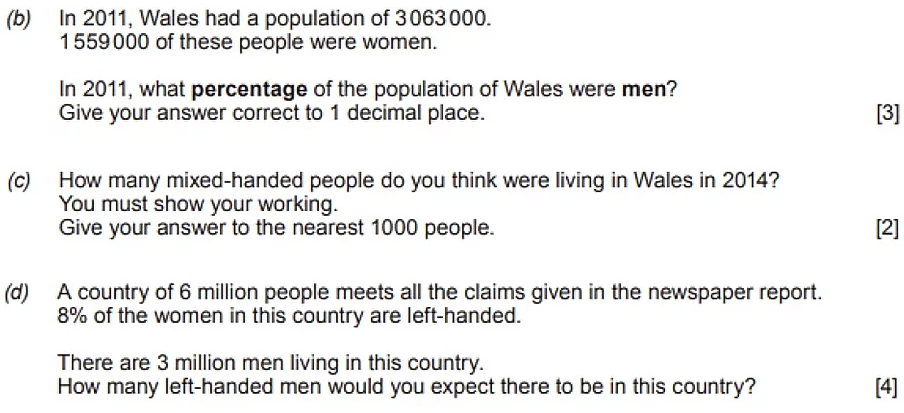 (b) In 2011, Wales had a population of 3 063 000.
1 559 000 of these people were women.
In 2011, what percentage of the population of Wales were men?
Give your answer correct to 1 decimal place. [3]
(c) How many mixed-handed people do you think were living in Wales in 2014?
You must show your working.
Give your answer to the nearest 1000 people. [2]
(d) A country of 6 million people meets all the claims given in the newspaper report.
8% of the women in this country are left-handed.
There are 3 million men living in this country.
How many left-handed men would you expect there to be in this country? [4]